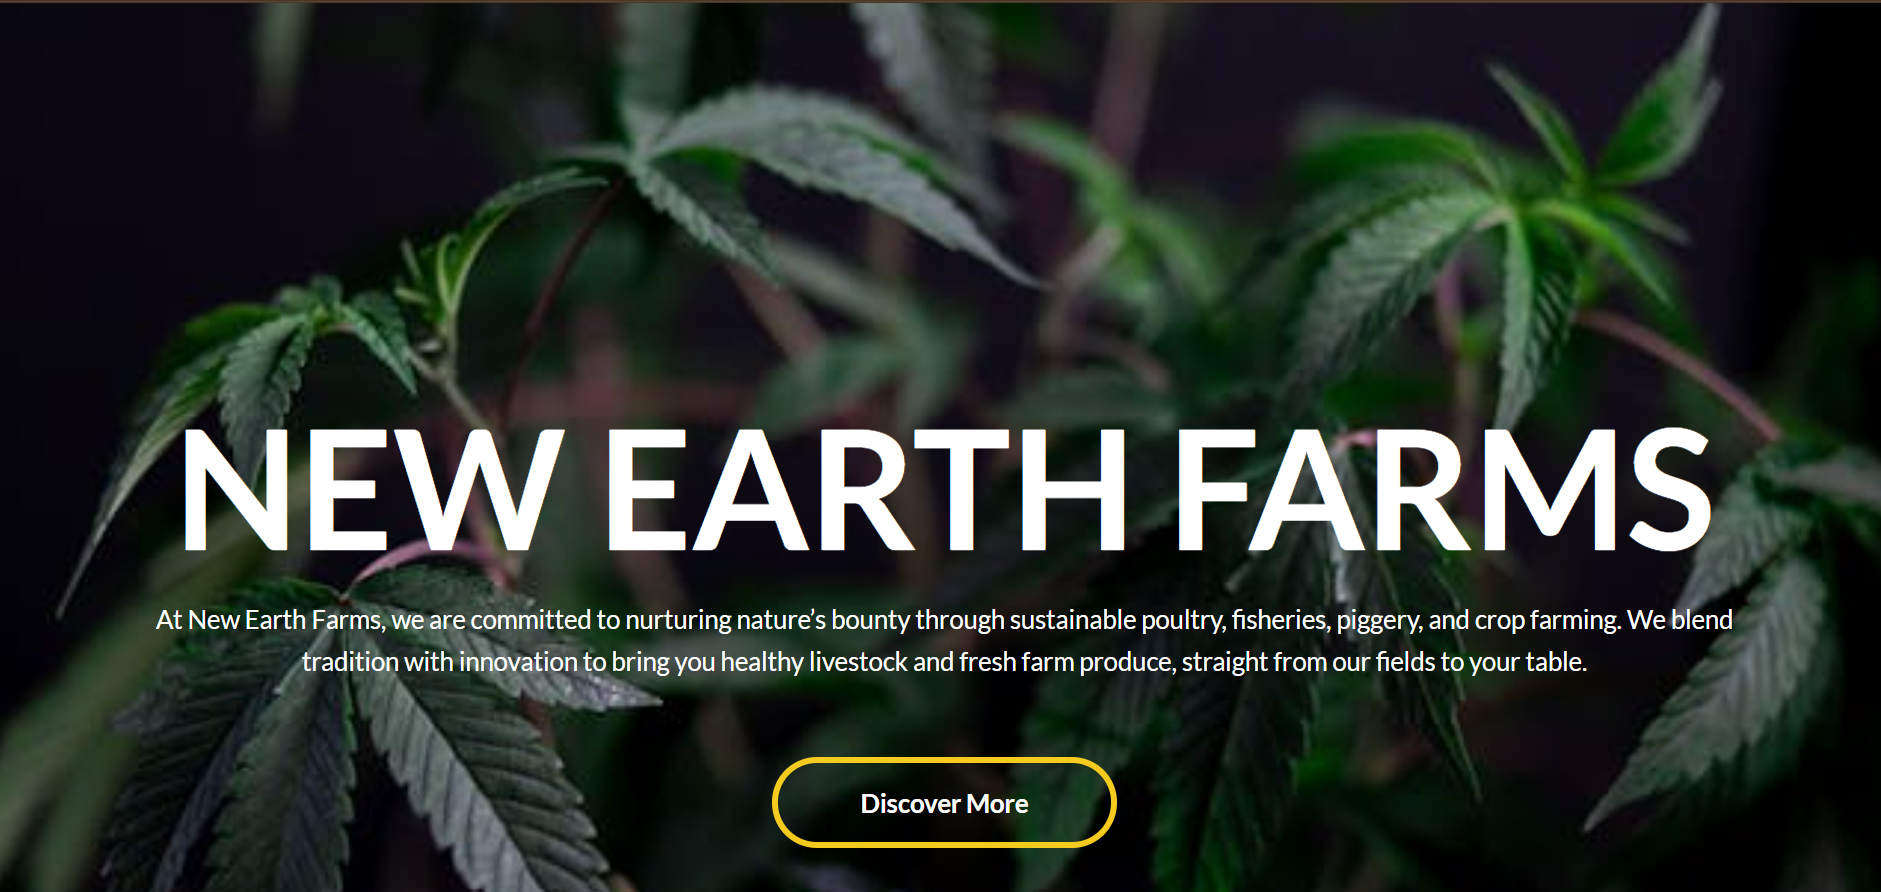 NEW EARTH FARMS
At New Earth Farms, we are committed to nurturing nature’s bounty through sustainable poultry, fisheries, piggery, and crop farming. We blend
tradition with innovation to bring you healthy livestock and fresh farm produce, straight from our fields to your table.
Discover More